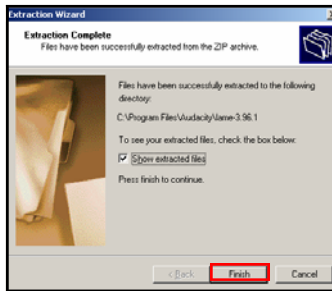 Extraction Wizard
Extraction Complete
Files have been successfully extracted from the ZIP archive.
Files have been successfully extracted to the following
directory:
C:\Program Files\Audacity\lame-3.96.1
To see your extracted files, check the box below:
Show extracted files
Press finish to continue.
< Back Finish Cancel